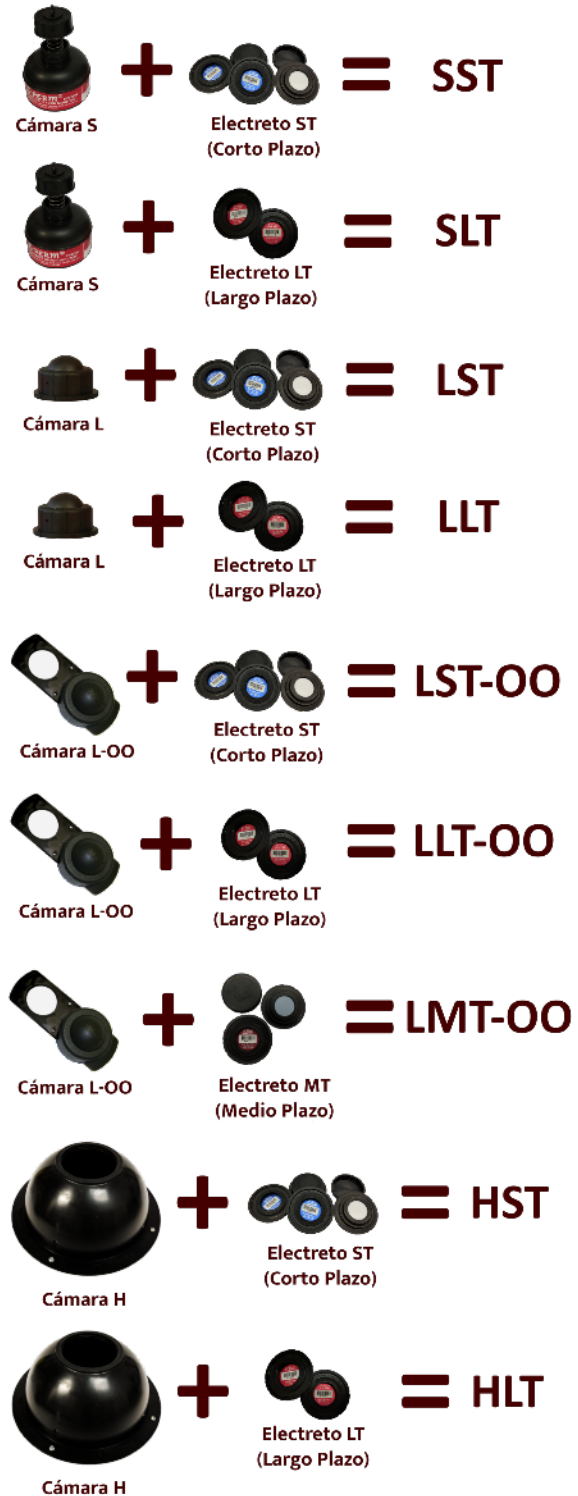 + = SST
Cámara S
Electreto ST
(Corto Plazo)
+ = SLT
Cámara S
Electreto LT
(Largo Plazo)
+ = LST
Cámara L
Electreto ST
(Corto Plazo)
+ = LLT
Cámara L
Electreto LT
(Largo Plazo)
+ = LST-OO
Cámara L-OO
Electreto ST
(Corto Plazo)
+ = LLT-OO
Cámara L-OO
Electreto LT
(Largo Plazo)
+ = LMT-OO
Cámara L-OO
Electreto MT
(Medio Plazo)
+ = HST
Cámara H
Electreto ST
(Corto Plazo)
+ = HLT
Cámara H
Electreto LT
(Largo Plazo)